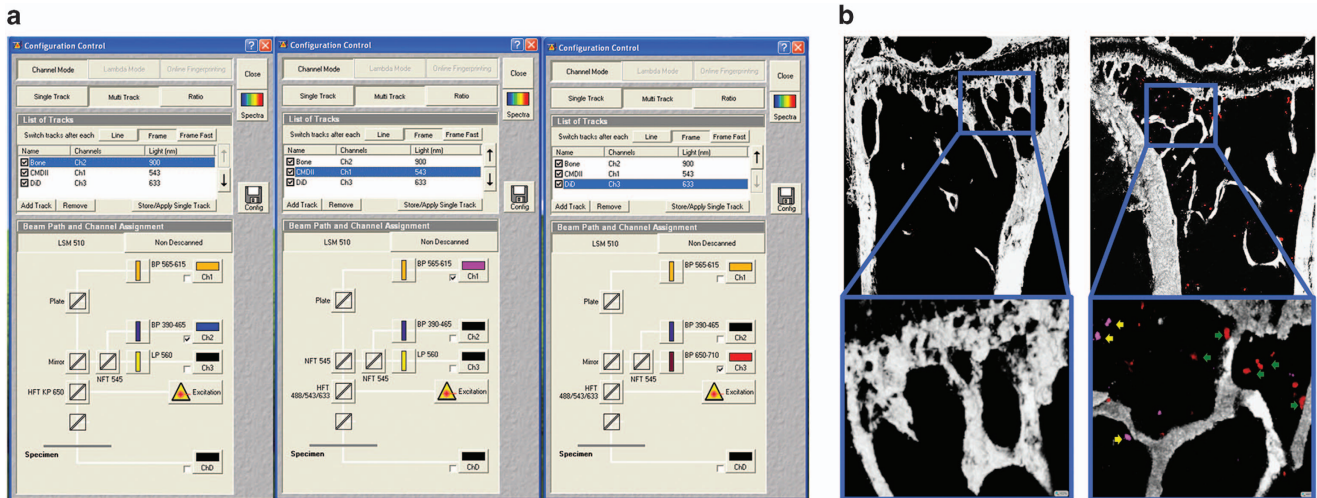 a
Configuration Control
Channel Mode
Lambda Mode
Online Fingerprinting
Close
Single Track
Multi Track
Ratio
Spectra
List of Tracks
Switch tracks after each
Line
Frame
Frame Fast
Name Channels Light [nm]
Bone Ch2 900
CMDII Ch1 543
DiD Ch3 633
Config
Add Track
Remove
Store/Apply Single Track
Beam Path and Channel Assignment
LSM 510
Non Descanned
BP 565-615
Ch1
Plate
BP 390-465
Ch2
Mirror
LP 560
Ch3
NFT 545
HFT KP 650
Excitation
Specimen
ChD
Configuration Control
Channel Mode
Lambda Mode
Online Fingerprinting
Close
Single Track
Multi Track
Ratio
Spectra
List of Tracks
Switch tracks after each
Line
Frame
Frame Fast
Name Channels Light [nm]
Bone Ch2 900
CMDII Ch1 543
DiD Ch3 633
Config
Add Track
Remove
Store/Apply Single Track
Beam Path and Channel Assignment
LSM 510
Non Descanned
BP 565-615
Ch1
Plate
BP 390-465
Ch2
NFT 545
LP 560
Ch3
NFT 545
HFT
488/543/633
Excitation
Specimen
ChD
Configuration Control
Channel Mode
Lambda Mode
Online Fingerprinting
Close
Single Track
Multi Track
Ratio
Spectra
List of Tracks
Switch tracks after each
Line
Frame
Frame Fast
Name Channels Light [nm]
Bone Ch2 900
CMDII Ch1 543
DiD Ch3 633
Config
Add Track
Remove
Store/Apply Single Track
Beam Path and Channel Assignment
LSM 510
Non Descanned
BP 565-615
Ch1
Plate
BP 390-465
Ch2
Mirror
BP 650-710
Ch3
NFT 545
HFT
488/543/633
Excitation
Specimen
ChD
b